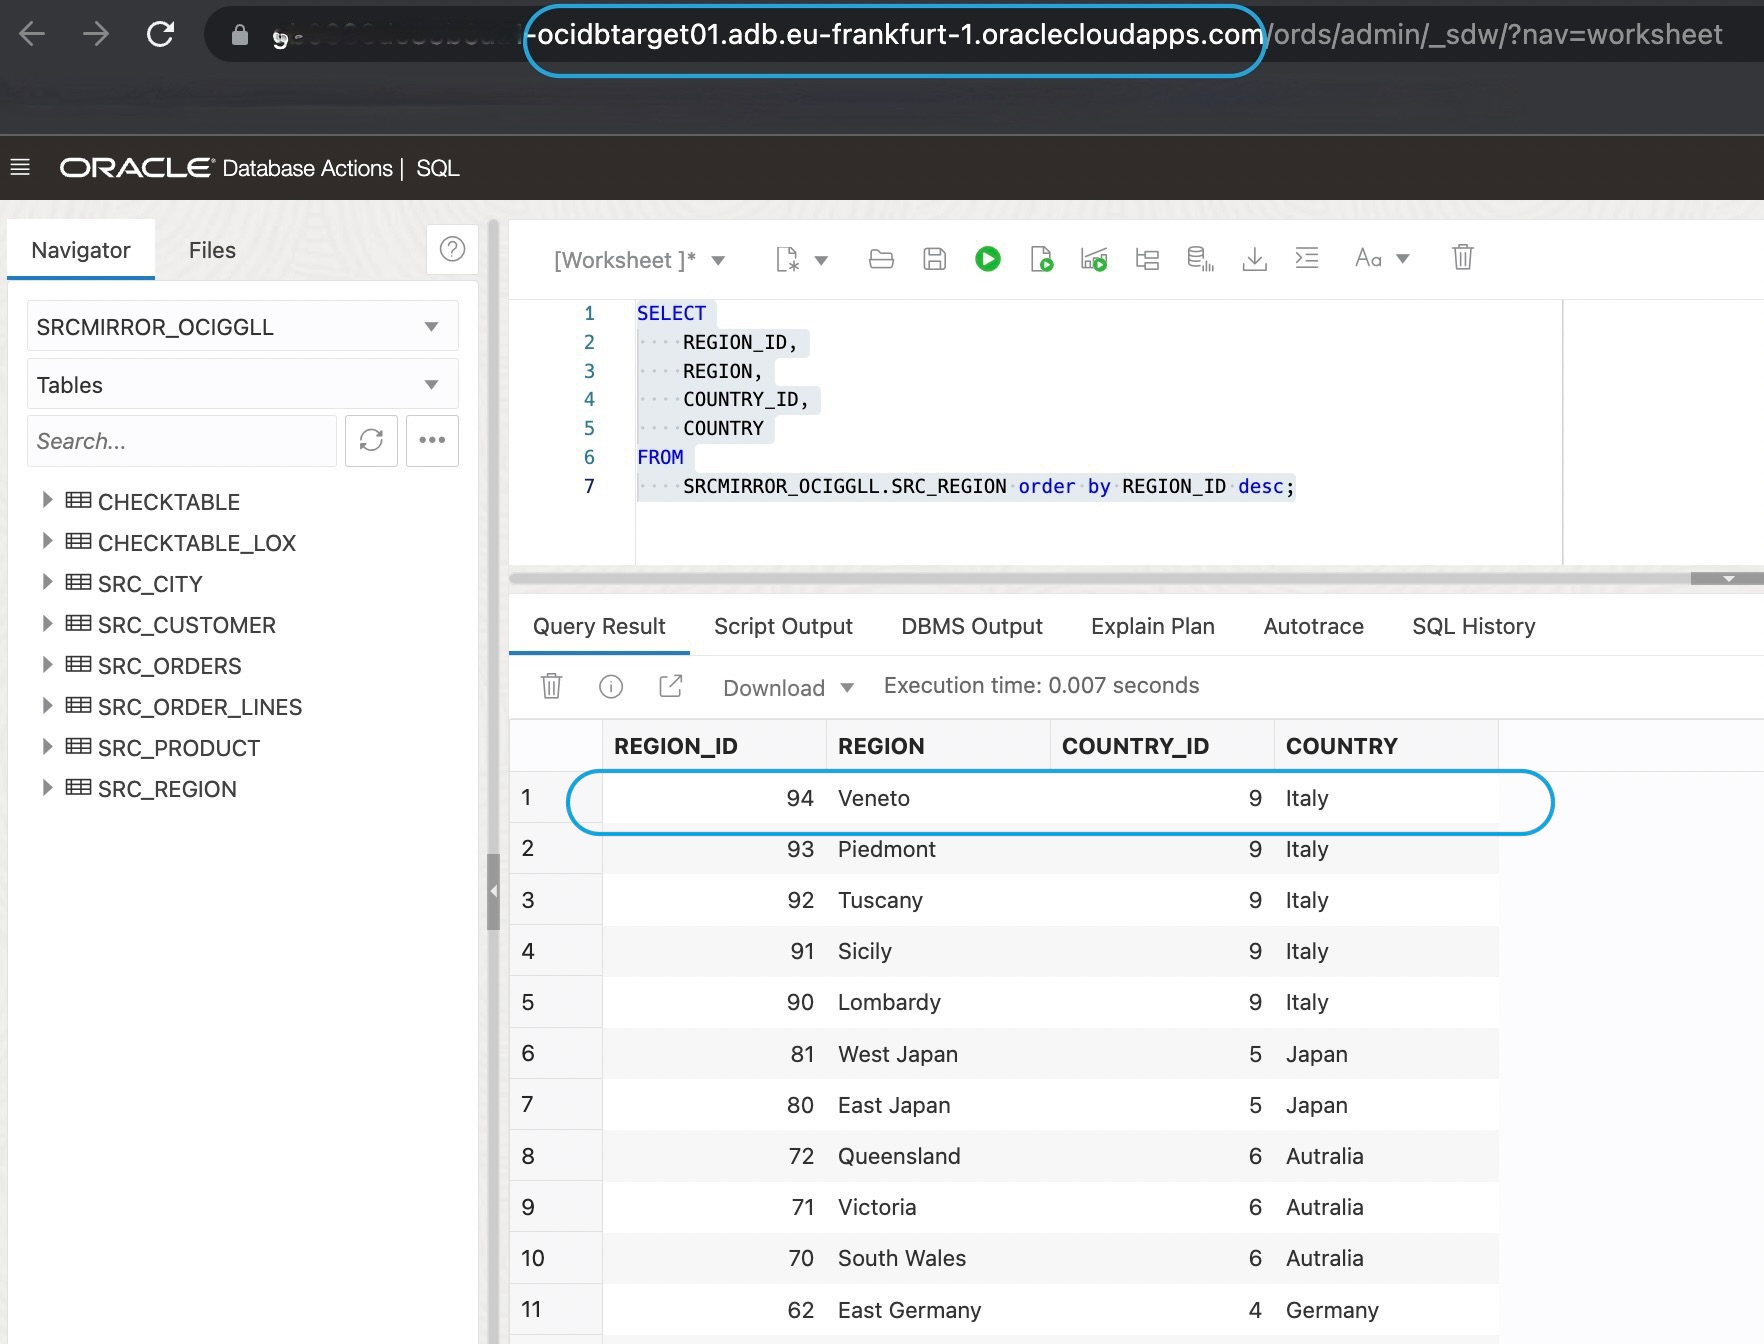 -ocidbtarget01.adb.eu-frankfurt-1.oraclecloudapps.com/ords/admin/_sdw/?nav=worksheet
ORACLE Database Actions | SQL
Navigator Files
SRCMIRROR_OCIGGLL
Tables
Search...
CHECKTABLE
CHECKTABLE_LOX
SRC_CITY
SRC_CUSTOMER
SRC_ORDERS
SRC_ORDER_LINES
SRC_PRODUCT
SRC_REGION
[Worksheet ]* Aa
1 SELECT
2 REGION_ID,
3 REGION,
4 COUNTRY_ID,
5 COUNTRY
6 FROM
7 SRCMIRROR_OCIGGLL.SRC_REGION order by REGION_ID desc;
Query Result Script Output DBMS Output Explain Plan Autotrace SQL History
Download Execution time: 0.007 seconds
REGION_ID REGION COUNTRY_ID COUNTRY
1 94 Veneto 9 Italy
2 93 Piedmont 9 Italy
3 92 Tuscany 9 Italy
4 91 Sicily 9 Italy
5 90 Lombardy 9 Italy
6 81 West Japan 5 Japan
7 80 East Japan 5 Japan
8 72 Queensland 6 Autralia
9 71 Victoria 6 Autralia
10 70 South Wales 6 Autralia
11 62 East Germany 4 Germany